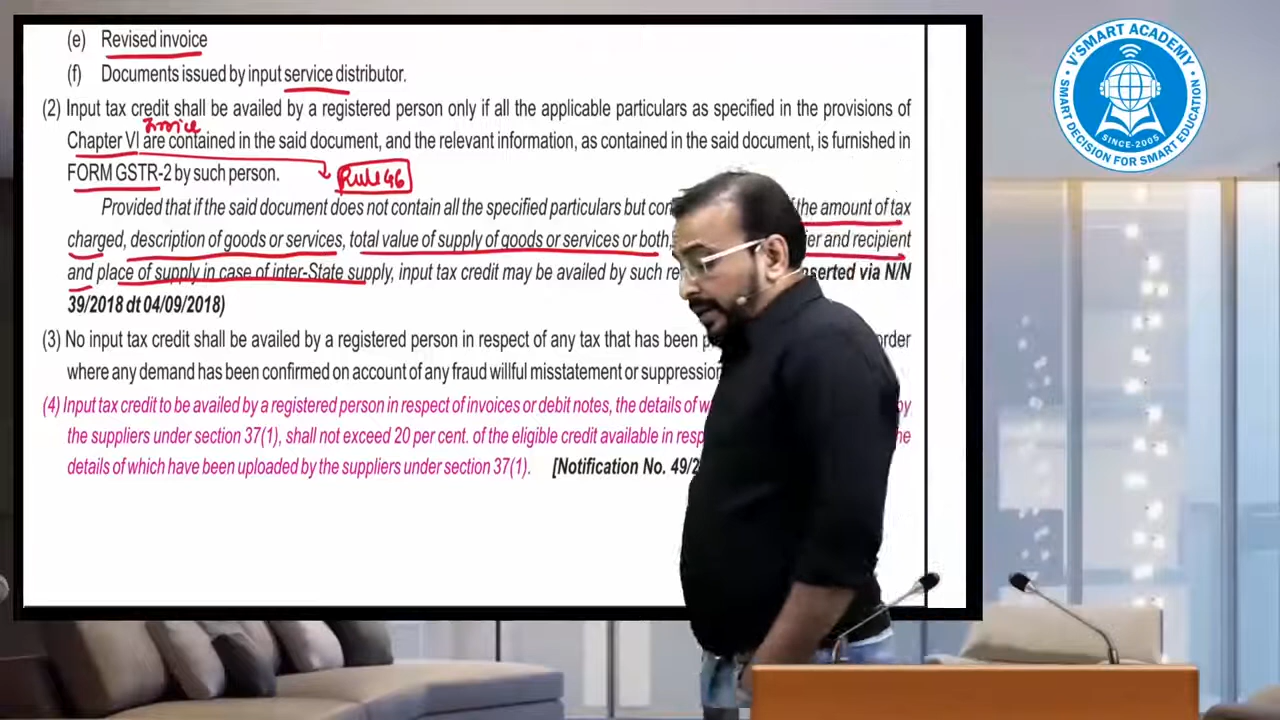 (e) Revised invoice
(f) Documents issued by input service distributor.
(2) Input tax credit shall be availed by a registered person only if all the applicable particulars as specified in the provisions of
invoice
Chapter VI are contained in the said document, and the relevant information, as contained in the said document, is furnished in
FORM GSTR-2 by such person.
Rule 46
Provided that if the said document does not contain all the specified particulars but con the amount of tax
charged, description of goods or services, total value of supply of goods or services or both, ier and recipient
and place of supply in case of inter-State supply, input tax credit may be availed by such re nserted via N/N
39/2018 dt 04/09/2018)
(3) No input tax credit shall be availed by a registered person in respect of any tax that has been p order
where any demand has been confirmed on account of any fraud willful misstatement or suppression
(4) Input tax credit to be availed by a registered person in respect of invoices or debit notes, the details of w by
the suppliers under section 37(1), shall not exceed 20 per cent. of the eligible credit available in resp he
details of which have been uploaded by the suppliers under section 37(1). [Notification No. 49/2
V'SMART ACADEMY
SINCE-2005
SMART DECISION FOR SMART EDUCATION